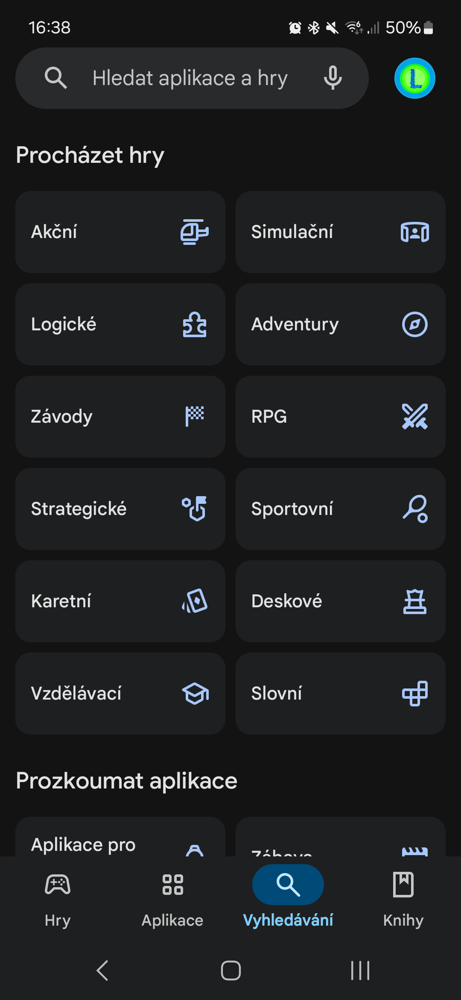 16:38
50%
Hledat aplikace a hry
L
Procházet hry
Akční
Simulační
Logické
Adventury
Závody
RPG
Strategické
Sportovní
Karetní
Deskové
Vzdělávací
Slovní
Prozkoumat aplikace
Aplikace pro
Hry
Aplikace
Vyhledávání
Knihy